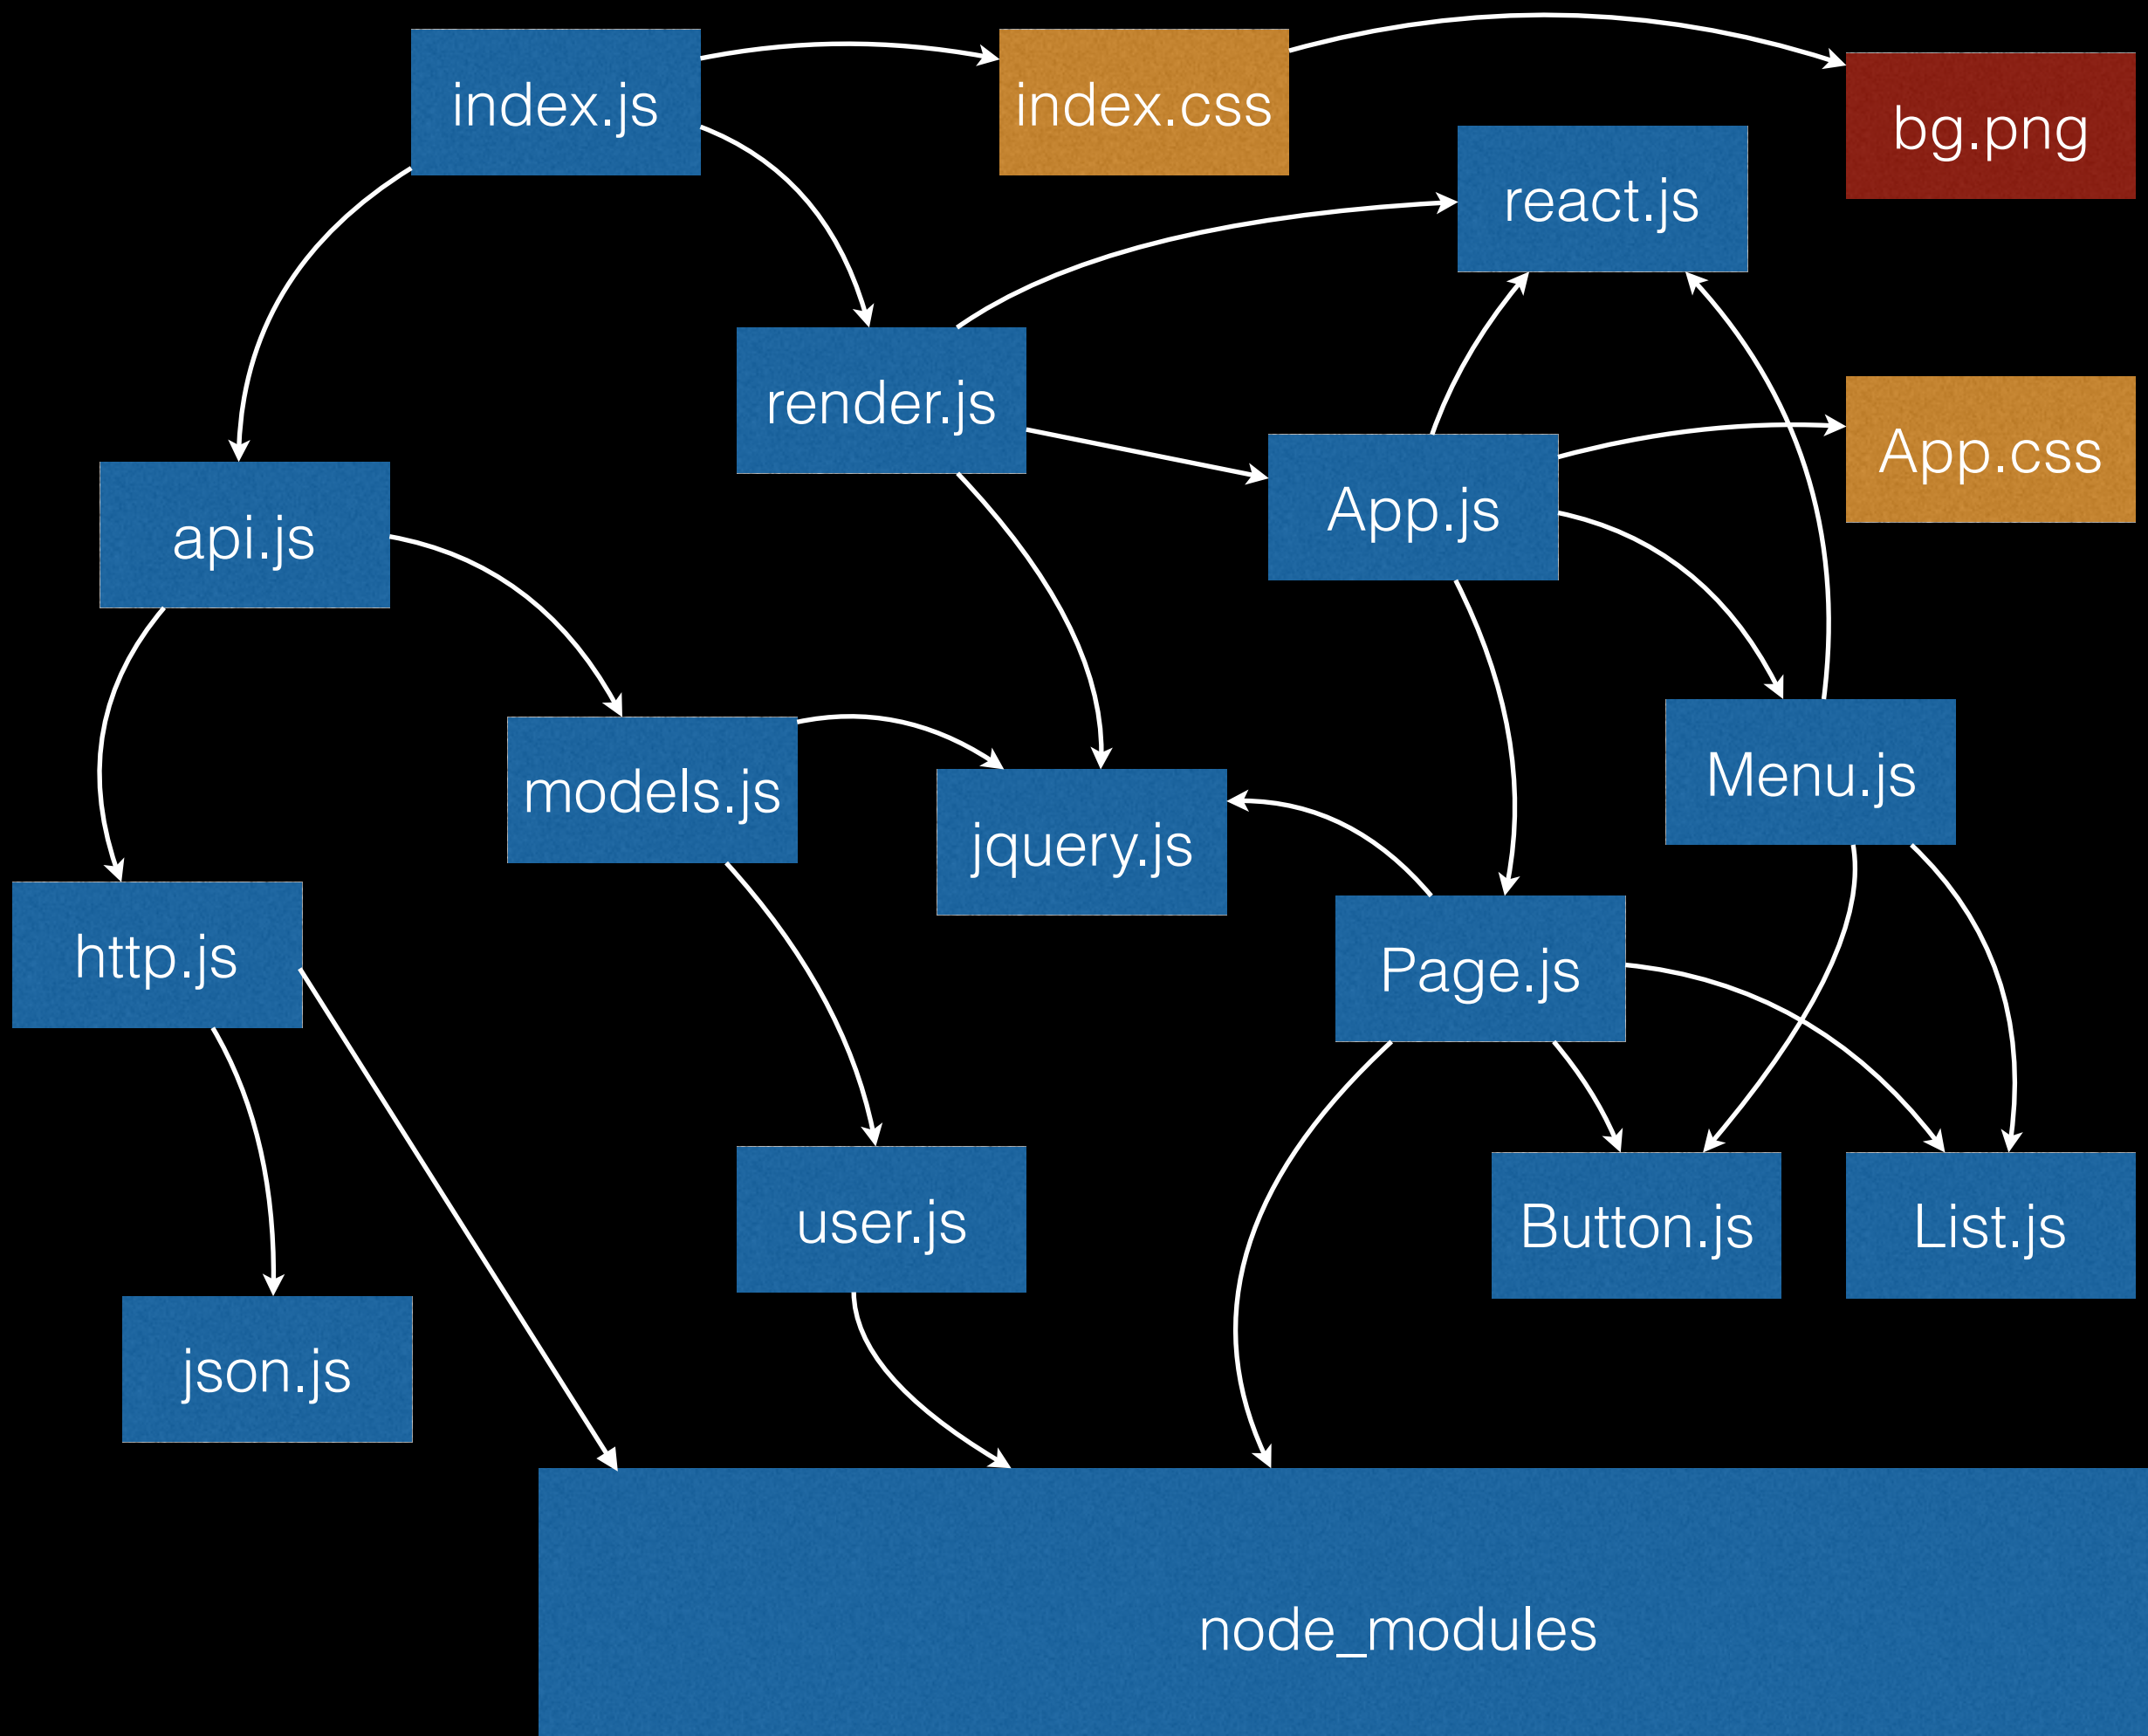 index.js
index.css
bg.png
react.js
render.js
App.css
App.js
api.js
models.js
Menu.js
jquery.js
http.js
Page.js
user.js
Button.js
List.js
json.js
node_modules